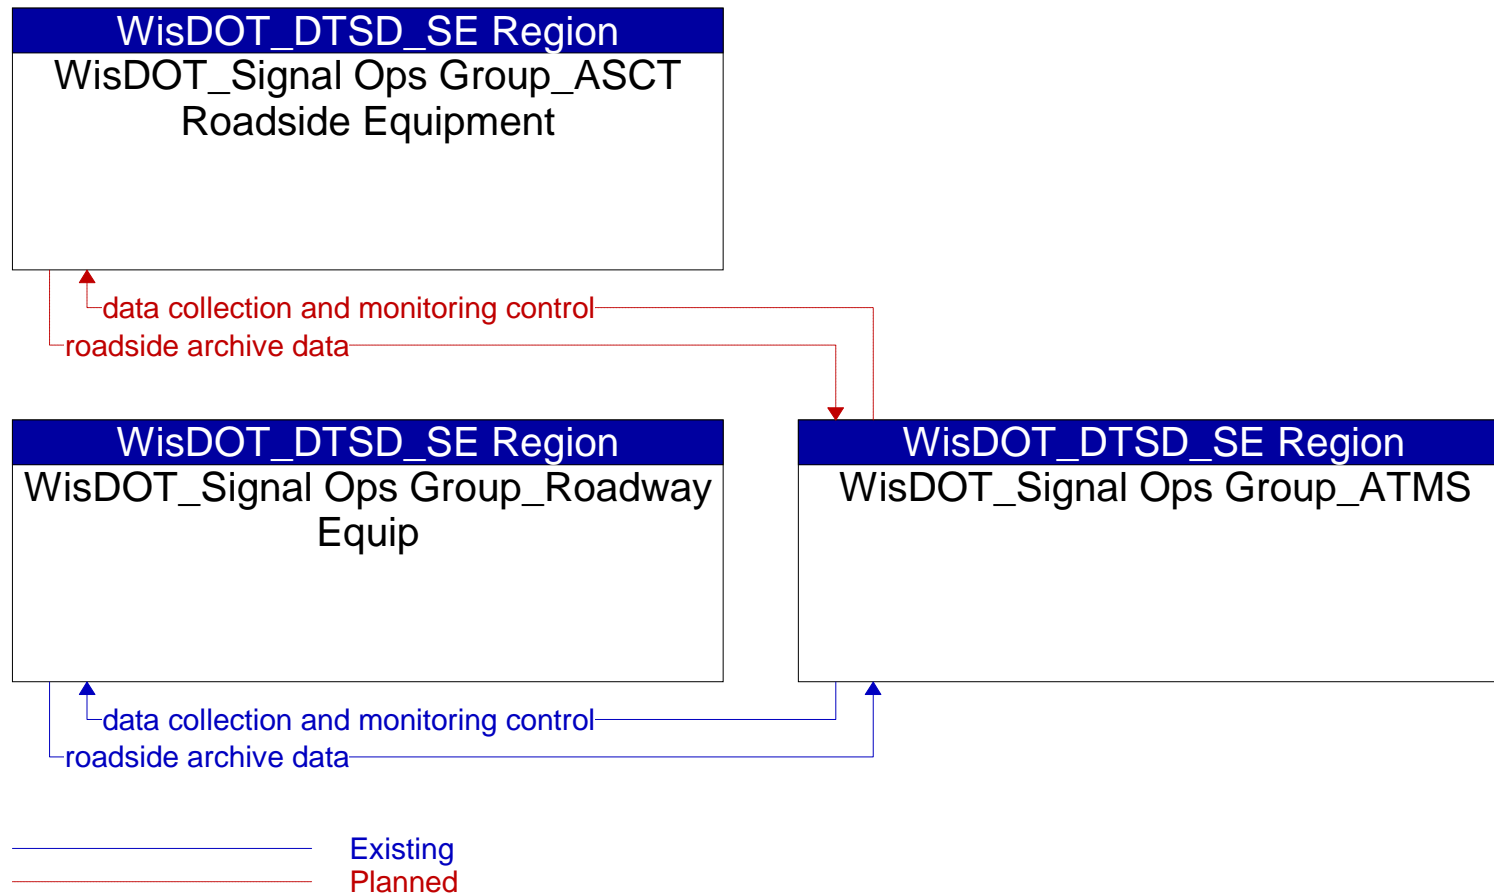 WisDOT_DTSD_SE Region
WisDOT_Signal Ops Group_ASCT
Roadside Equipment
data collection and monitoring control
roadside archive data
WisDOT_DTSD_SE Region
WisDOT_Signal Ops Group_Roadway
Equip
WisDOT_DTSD_SE Region
WisDOT_Signal Ops Group_ATMS
data collection and monitoring control
roadside archive data
Existing
Planned